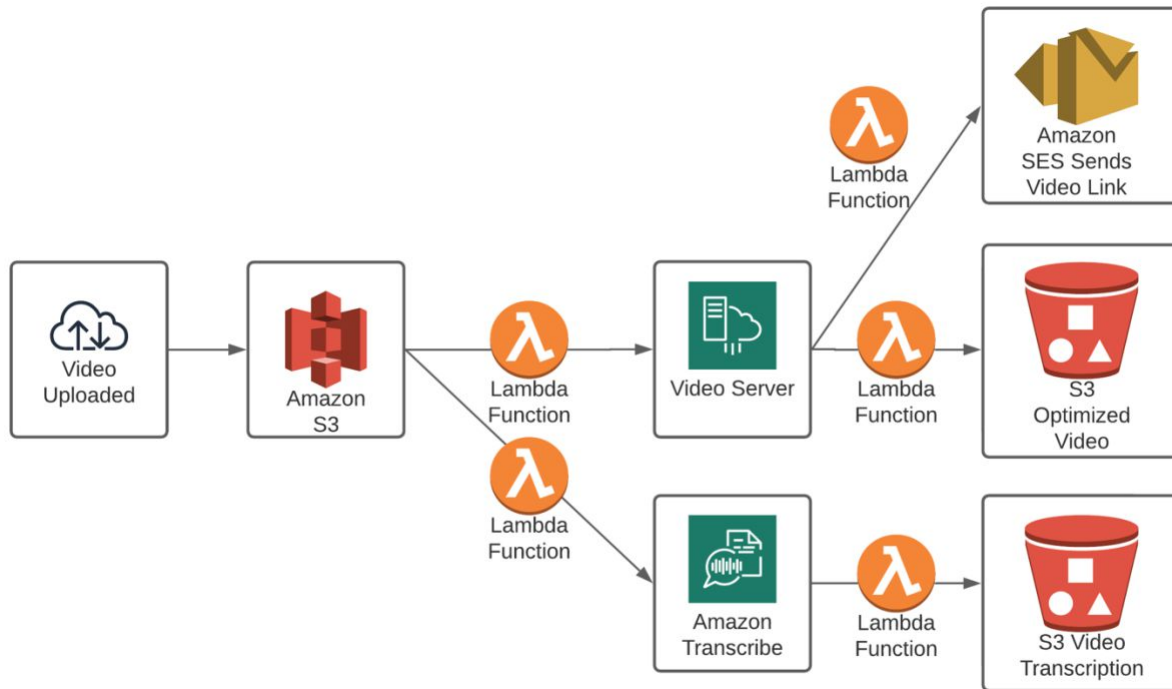 Video
Uploaded
Amazon
S3
Lambda
Function
Lambda
Function
Video Server
Amazon
Transcribe
Lambda
Function
Lambda
Function
Lambda
Function
Amazon
SES Sends
Video Link
S3
Optimized
Video
S3 Video
Transcription